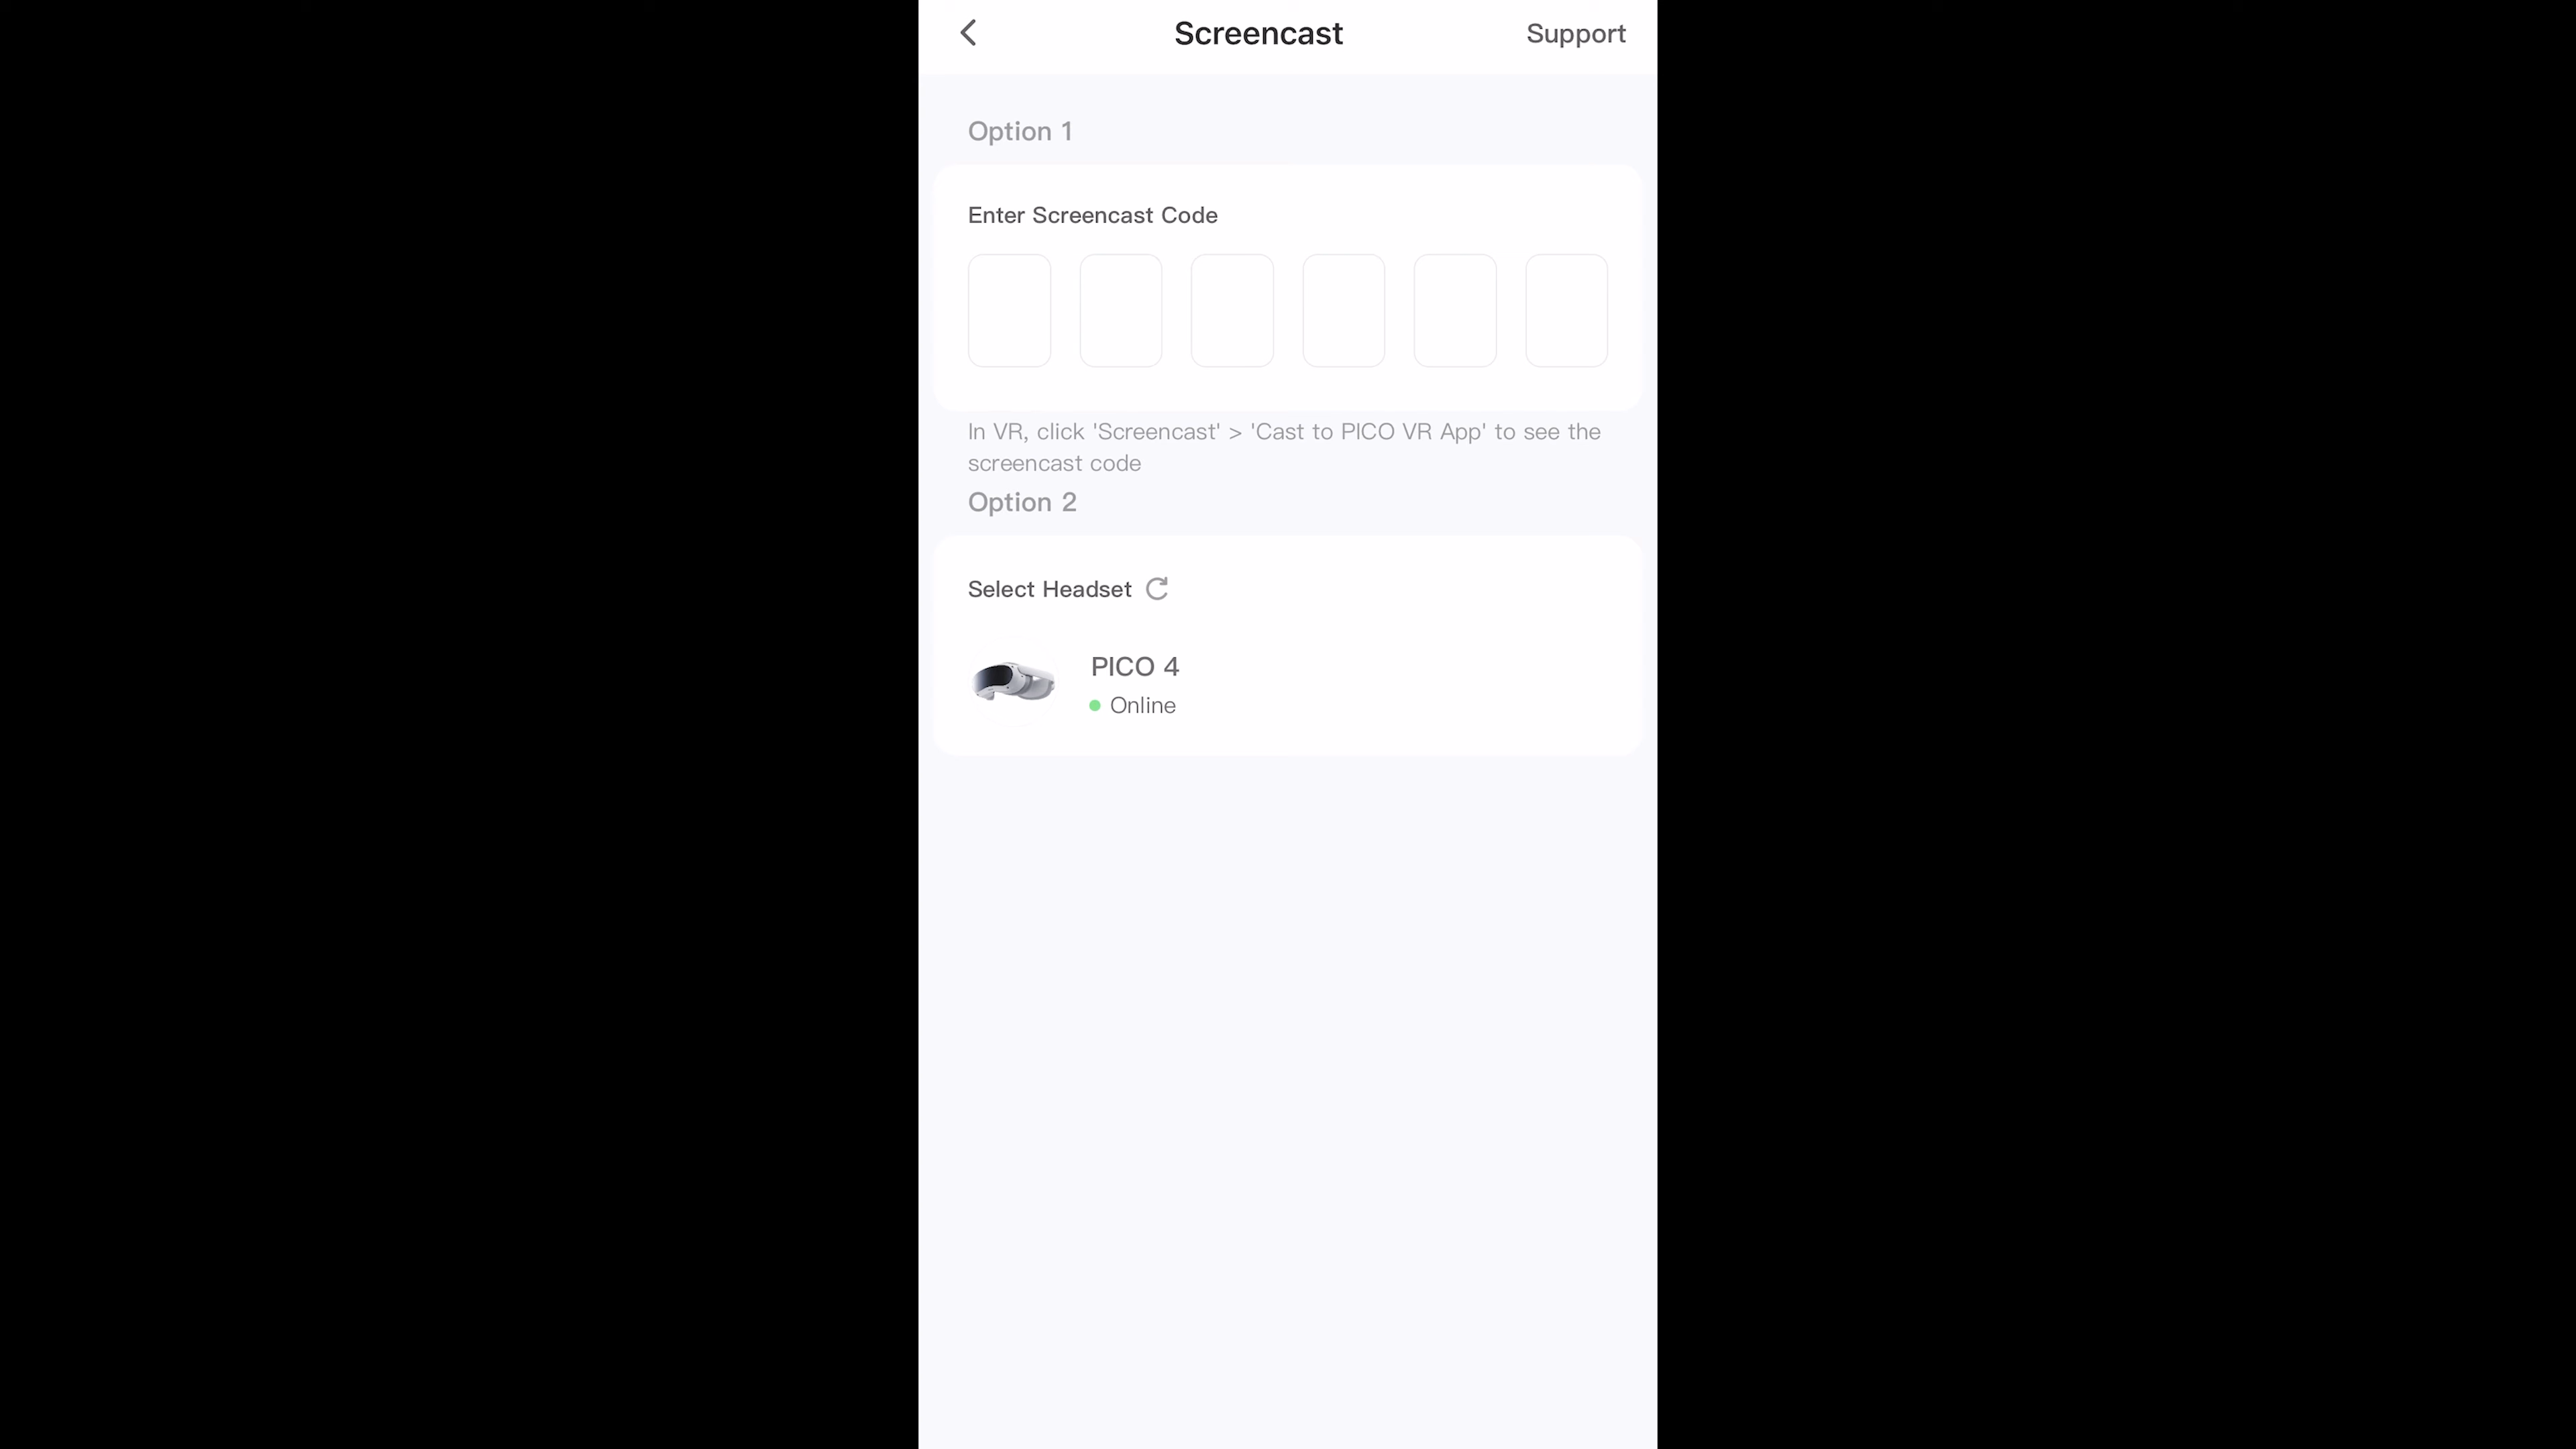 Screencast
Support
Option 1
Enter Screencast Code
In VR, click 'Screencast' > 'Cast to PICO VR App' to see the
screencast code
Option 2
Select Headset
PICO 4
Online